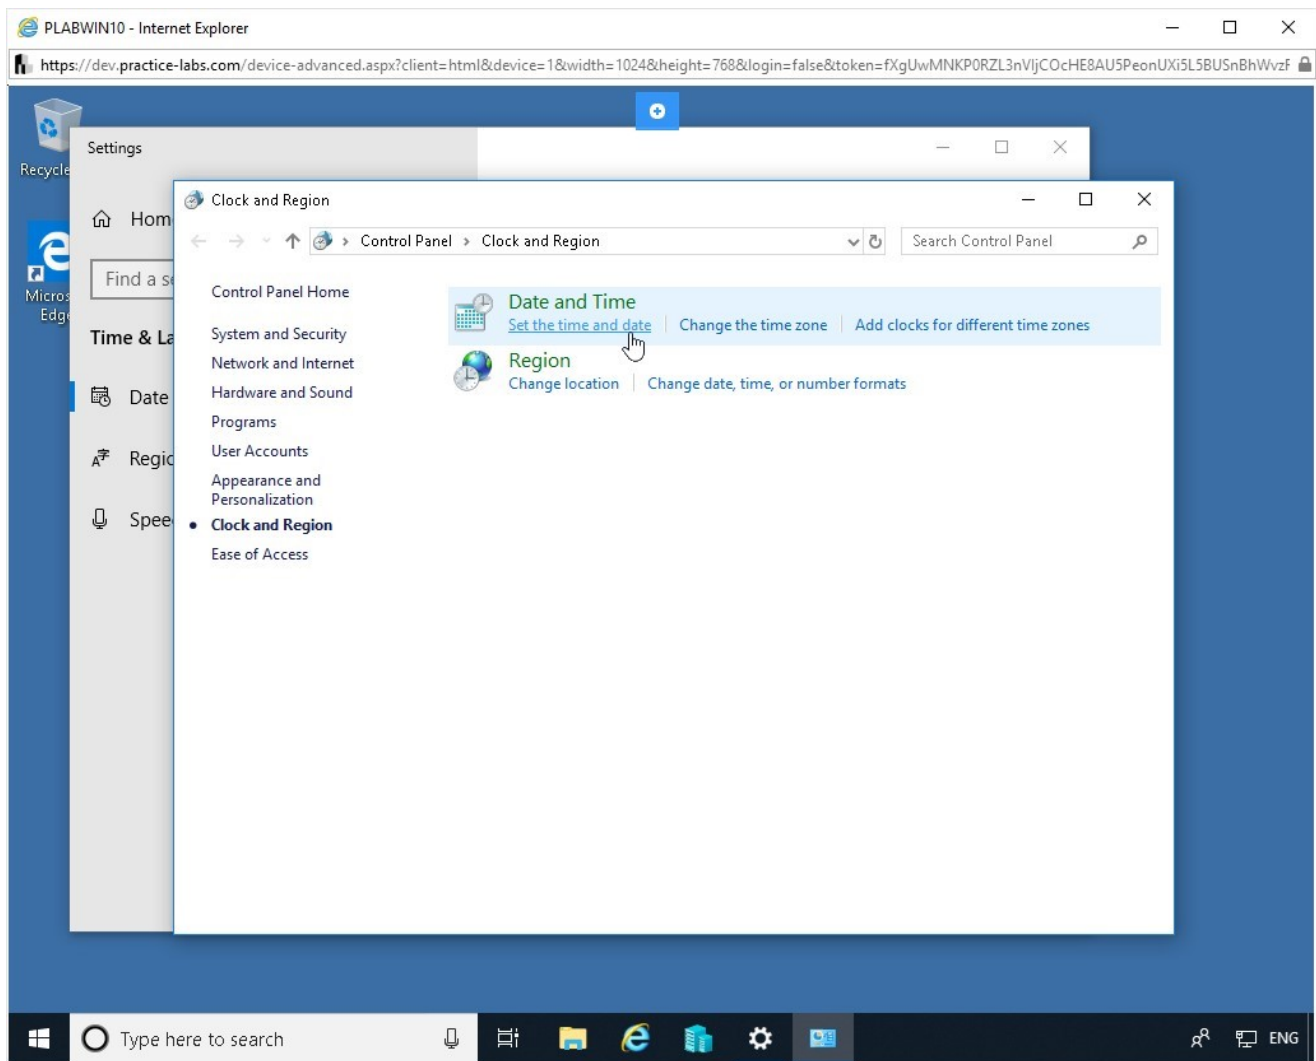 PLABWIN10 - Internet Explorer
https://dev.practice-labs.com/device-advanced.aspx?client=html&device=1&width=1024&height=768&login=false&token=fXgUwMNKP0RZL3nVIjCOcHE8AU5PeonUXi5L5BUSnBhWvzF
Recycle
Settings
Clock and Region
Hom
Control Panel > Clock and Region
Search Control Panel
Find a s
Micros
Edge
Control Panel Home
Date and Time
Set the time and date
Change the time zone
Add clocks for different time zones
Time & La
System and Security
Region
Network and Internet
Change location
Change date, time, or number formats
Date
Hardware and Sound
Programs
User Accounts
Regio
Appearance and
Personalization
Spee
Clock and Region
Ease of Access
Type here to search
ENG